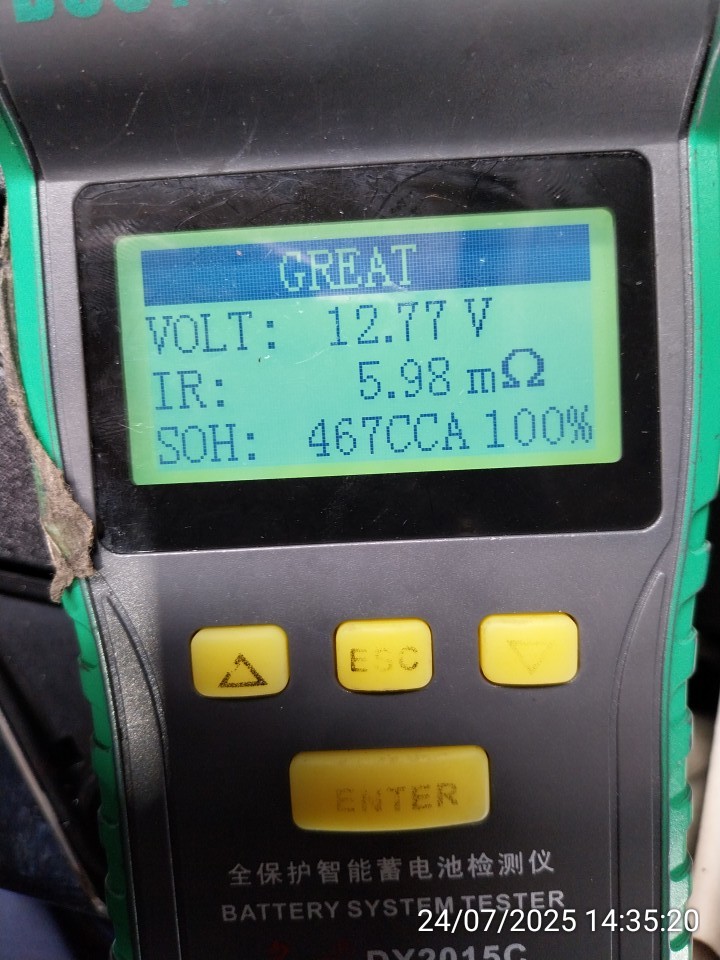 GREAT
VOLT: 12.77 V
IR: 5.98 mΩ
SOH: 467CCA 100%
ESC
ENTER
全保护智能蓄电池检测仪
BATTERY SYSTEM TESTER
24/07/2025 14:35:20
DY2015C